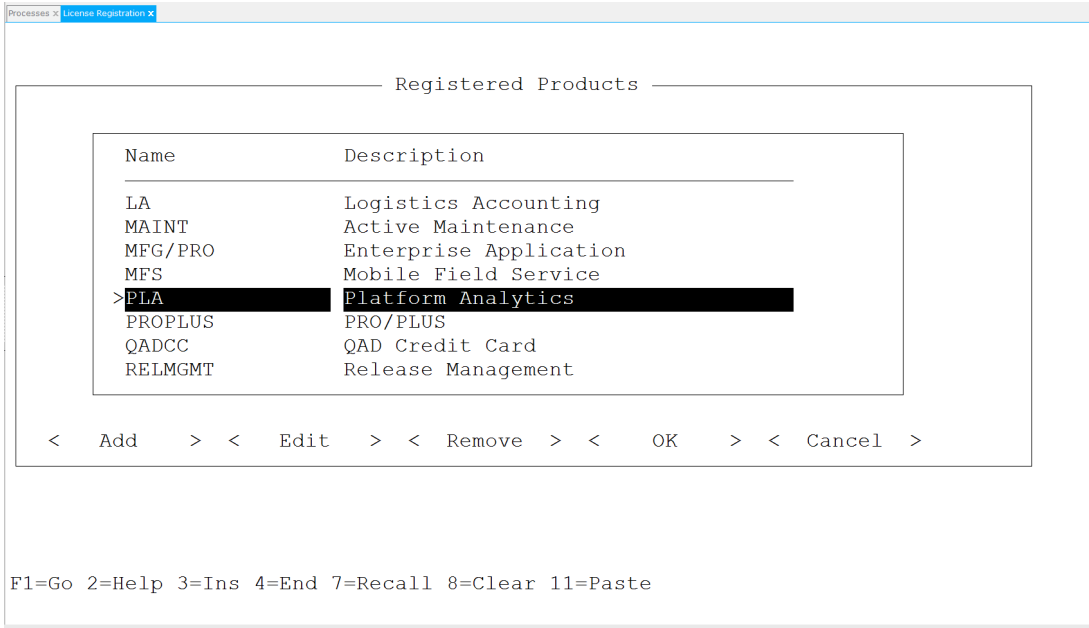 Processes x License Registration x
Registered Products
Name Description
LA Logistics Accounting
MAINT Active Maintenance
MFG/PRO Enterprise Application
MFS Mobile Field Service
>PLA Platform Analytics
PROPLUS PRO/PLUS
QADCC QAD Credit Card
RELMGMT Release Management
< Add > < Edit > < Remove > < OK > < Cancel >
F1=Go 2=Help 3=Ins 4=End 7=Recall 8=Clear 11=Paste